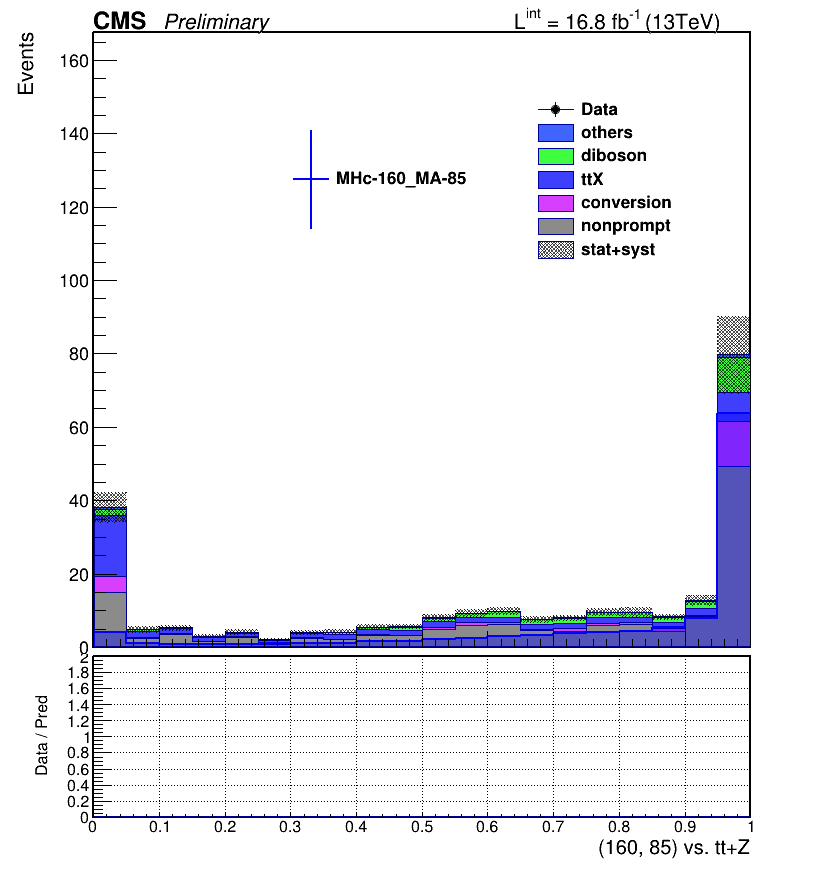 CMS Preliminary
L^int = 16.8 fb^-1 (13TeV)
Events
160
140
120
100
80
60
40
20
0
MHc-160_MA-85
Data
others
diboson
ttX
conversion
nonprompt
stat+syst
Data / Pred
2
1.8
1.6
1.4
1.2
1
0.8
0.6
0.4
0.2
0
0 0.1 0.2 0.3 0.4 0.5 0.6 0.7 0.8 0.9 1
(160, 85) vs. tt+Z